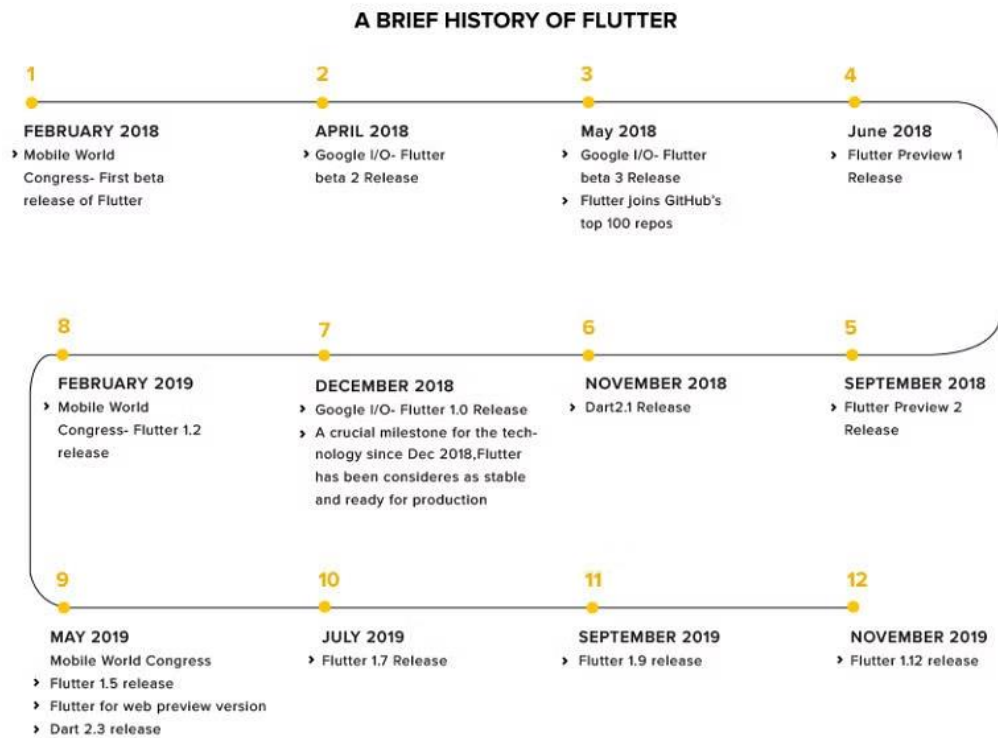 A BRIEF HISTORY OF FLUTTER
1
FEBRUARY 2018
› Mobile World
Congress- First beta
release of Flutter
2
APRIL 2018
› Google I/O- Flutter
beta 2 Release
3
May 2018
› Google I/O- Flutter
beta 3 Release
› Flutter joins GitHub's
top 100 repos
4
June 2018
› Flutter Preview 1
Release
5
SEPTEMBER 2018
› Flutter Preview 2
Release
6
NOVEMBER 2018
› Dart2.1 Release
7
DECEMBER 2018
› Google I/O- Flutter 1.0 Release
› A crucial milestone for the tech-
nology since Dec 2018,Flutter
has been consideres as stable
and ready for production
8
FEBRUARY 2019
› Mobile World
Congress- Flutter 1.2
release
9
MAY 2019
Mobile World Congress
› Flutter 1.5 release
› Flutter for web preview version
› Dart 2.3 release
10
JULY 2019
› Flutter 1.7 Release
11
SEPTEMBER 2019
› Flutter 1.9 release
12
NOVEMBER 2019
› Flutter 1.12 release